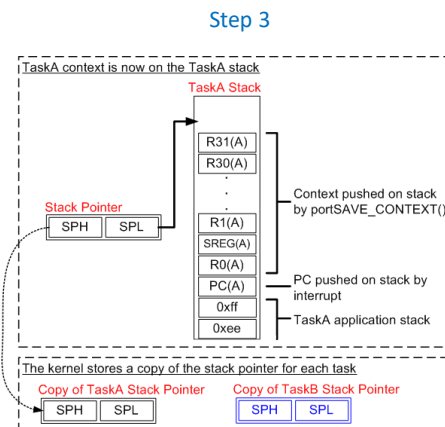 Step 3
TaskA context is now on the TaskA stack
TaskA Stack
R31(A)
R30(A)
.
.
.
Context pushed on stack
by portSAVE_CONTEXT()
Stack Pointer
SPH SPL
R1(A)
SREG(A)
R0(A)
PC(A)
PC pushed on stack by
interrupt
0xff
TaskA application stack
0xee
The kernel stores a copy of the stack pointer for each task
Copy of TaskA Stack Pointer Copy of TaskB Stack Pointer
SPH SPL SPH SPL